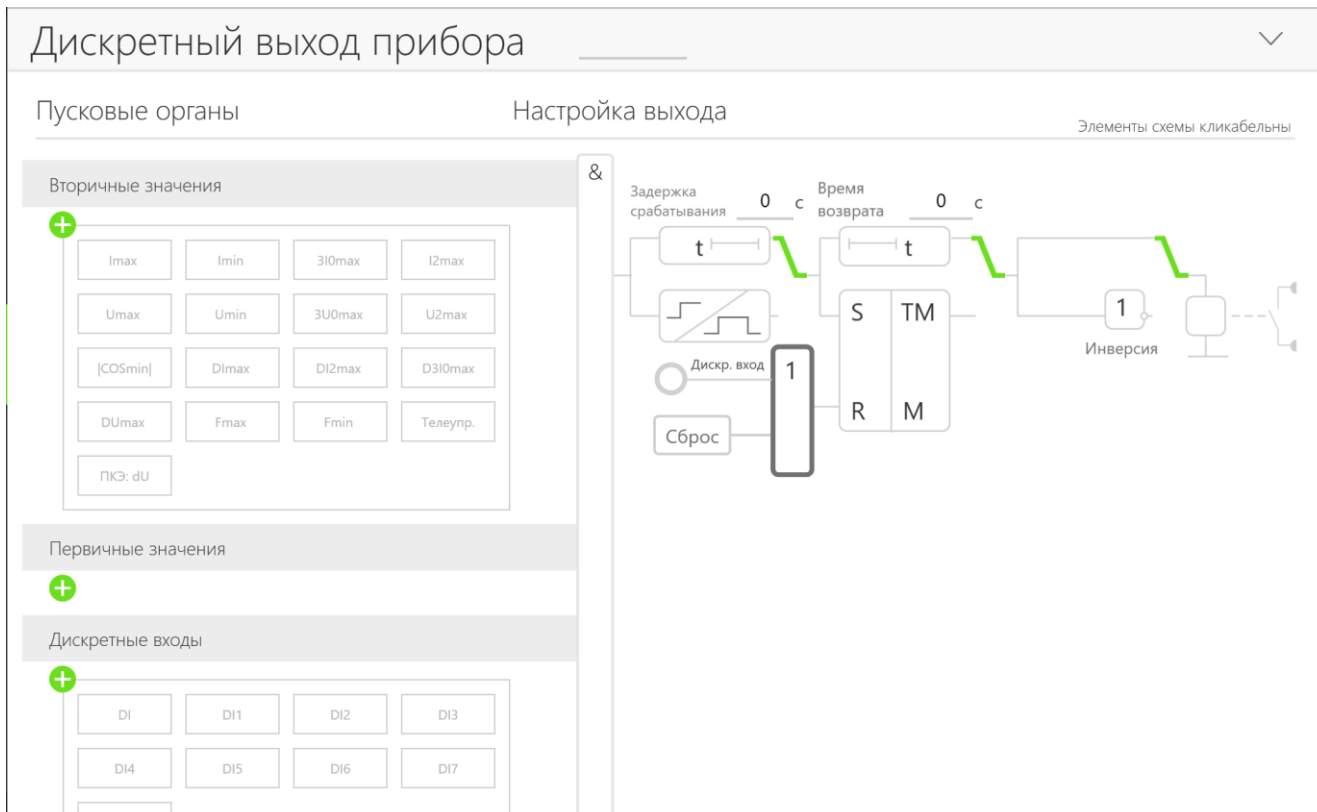 Дискретный выход прибора
Пусковые органы
Настройка выхода
Элементы схемы кликабельны
Вторичные значения
Imax Imin 3I0max I2max
Umax Umin 3U0max U2max
|COSmin| DImax DI2max D3I0max
DUmax Fmax Fmin Телеупр.
ПКЭ: dU
Первичные значения
Дискретные входы
DI DI1 DI2 DI3
DI4 DI5 DI6 DI7
&
Задержка
срабатывания 0 с
Время
возврата 0 с
t
t
S TM
R M
Дискр. вход
1
Сброс
1
Инверсия